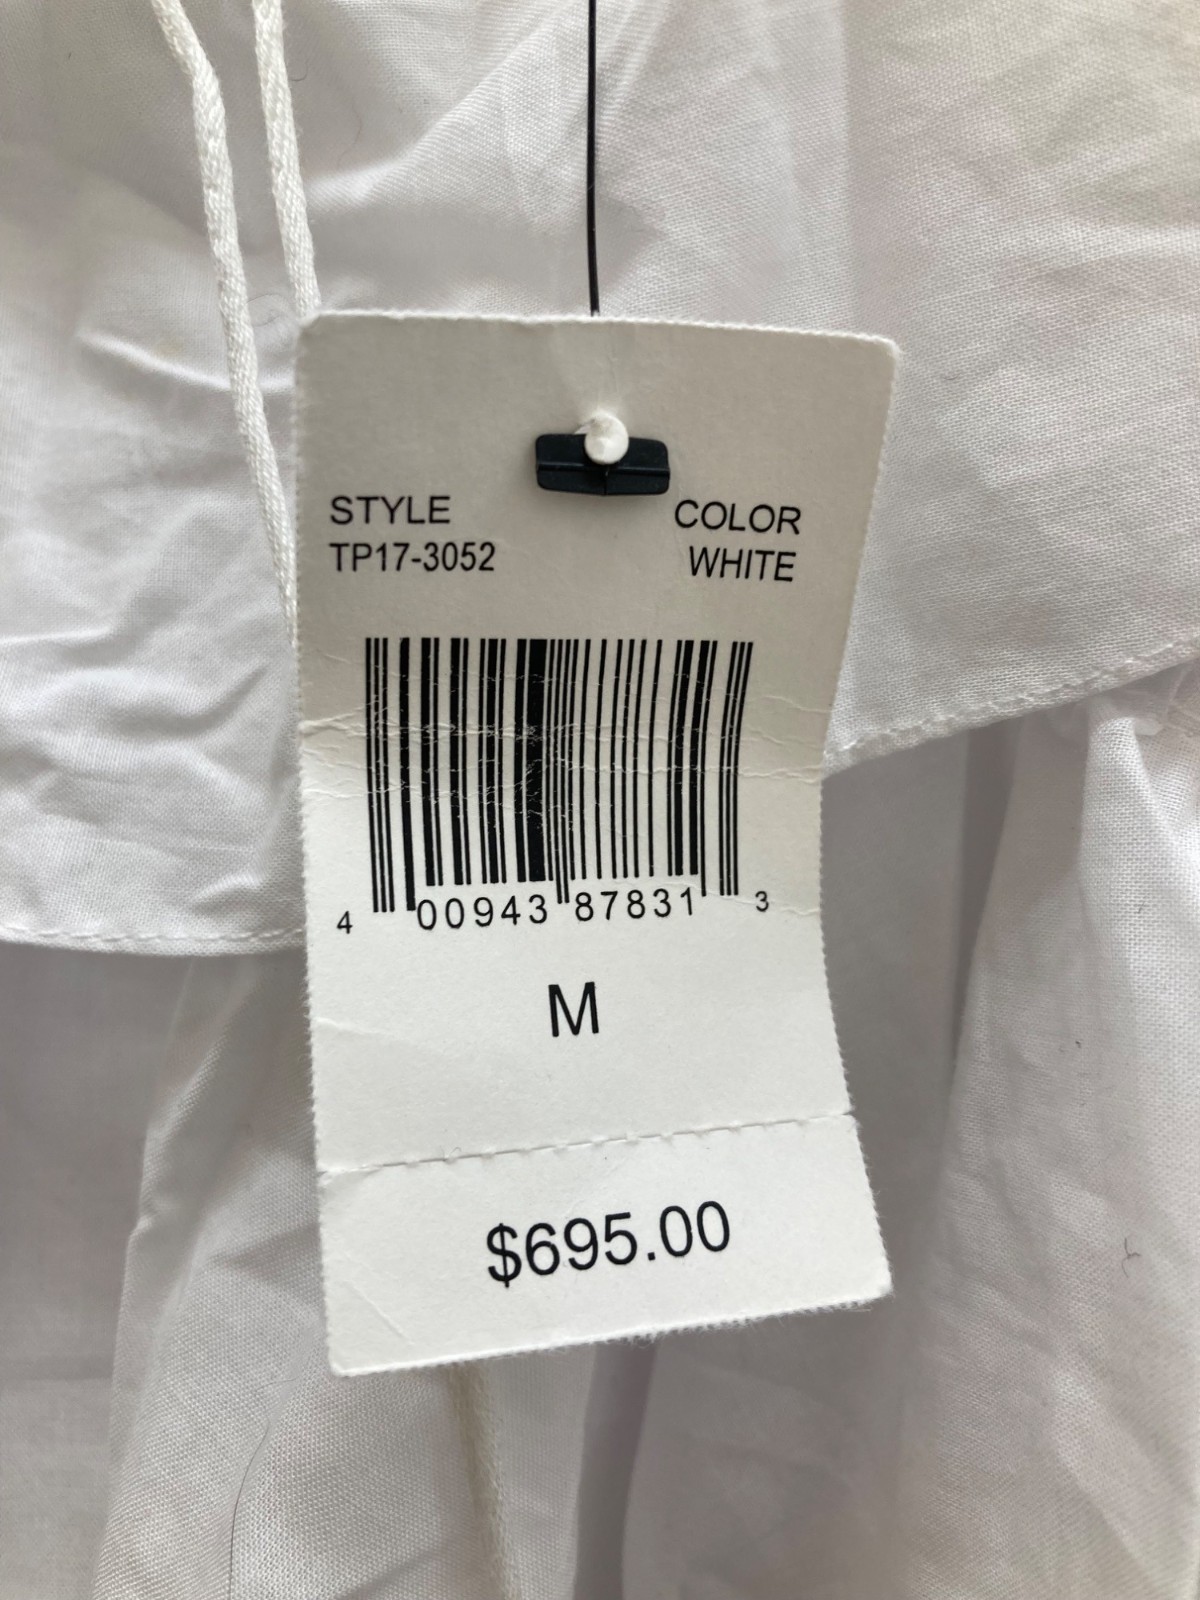 STYLE
TP17-3052
COLOR
WHITE
4 00943 87831 3
M
$695.00